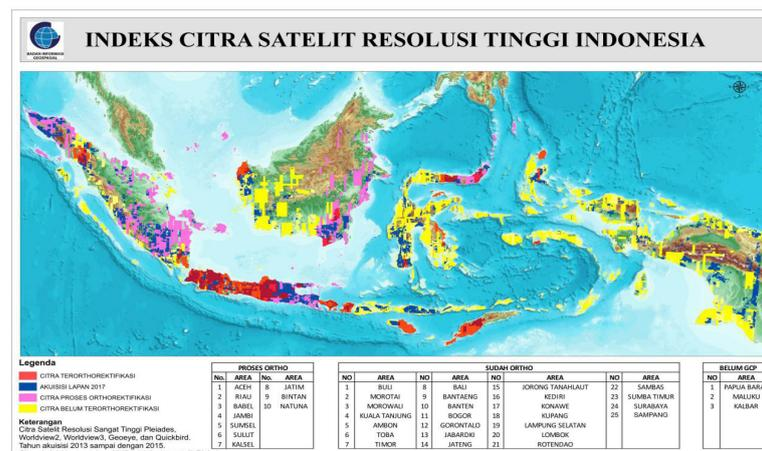 BADAN INFORMASI
GEOSPASIAL
INDEKS CITRA SATELIT RESOLUSI TINGGI INDONESIA
Legenda
CITRA TERORTHOREKTIFIKASI
AKUISISI LAPAN 2017
CITRA PROSES ORTHOREKTIFIKASI
CITRA BELUM TERORTHOREKTIFIKASI
Keterangan
Citra Satelit Resolusi Sangat Tinggi Pleiades,
Worldview2, Worldview3, Geoeye, dan Quickbird.
Tahun akuisisi 2013 sampai dengan 2015.
PROSES ORTHO
No. AREA No. AREA
1 ACEH 8 JATIM
2 RIAU 9 BINTAN
3 BABEL 10 NATUNA
4 JAMBI
5 SUMSEL
6 SULUT
7 KALSEL
SUDAH ORTHO
NO AREA NO AREA NO AREA NO AREA
1 BULI 8 BALI 15 JORONG TANAHLAUT 22 SAMBAS
2 MOROTAI 9 BANTAENG 16 KEDIRI 23 SUMBA TIMUR
3 MOROWALI 10 BANTEN 17 KONAWE 24 SURABAYA
4 KUALA TANJUNG 11 BOGOR 18 KUPANG 25 SAMPANG
5 AMBON 12 GORONTALO 19 LAMPUNG SELATAN
6 TOBA 13 JABARDKI 20 LOMBOK
7 TIMOR 14 JATENG 21 ROTENDAO
BELUM GCP
NO AREA
1 PAPUA BARA
2 MALUKU
3 KALBAR